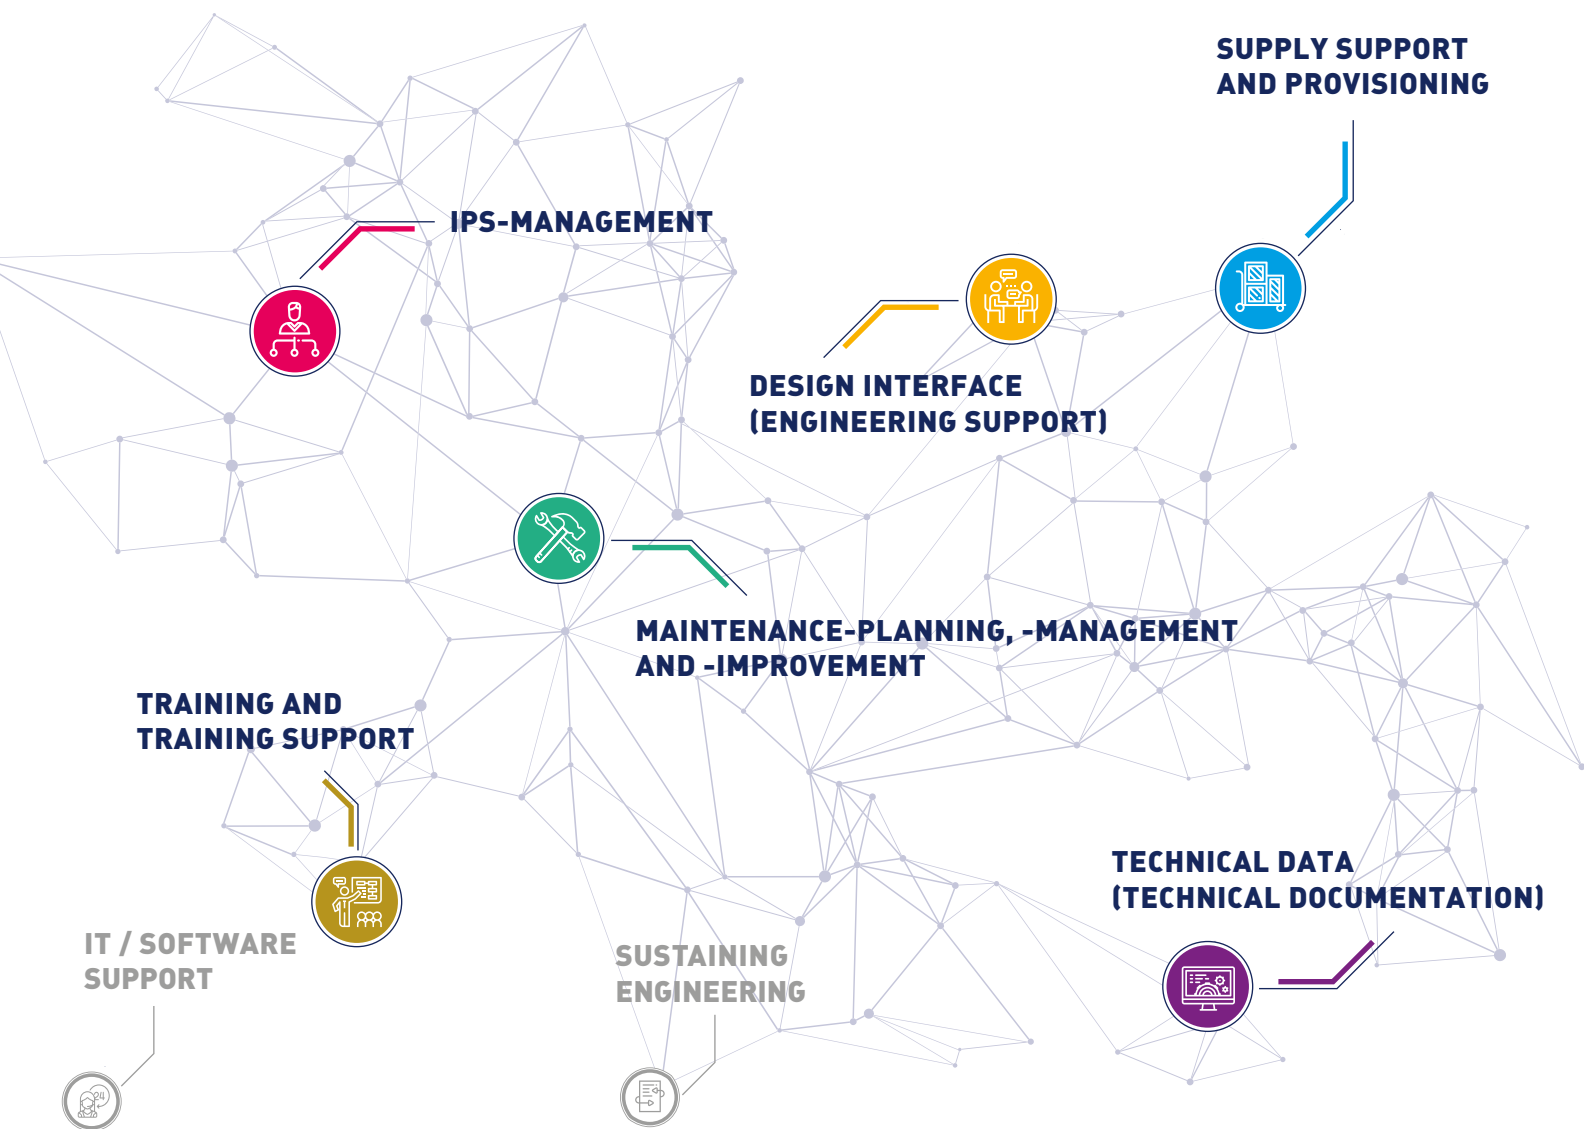 SUPPLY SUPPORT
AND PROVISIONING
IPS-MANAGEMENT
DESIGN INTERFACE
(ENGINEERING SUPPORT)
MAINTENANCE-PLANNING, -MANAGEMENT
AND -IMPROVEMENT
TRAINING AND
TRAINING SUPPORT
TECHNICAL DATA
(TECHNICAL DOCUMENTATION)
IT / SOFTWARE
SUPPORT
SUSTAINING
ENGINEERING
24